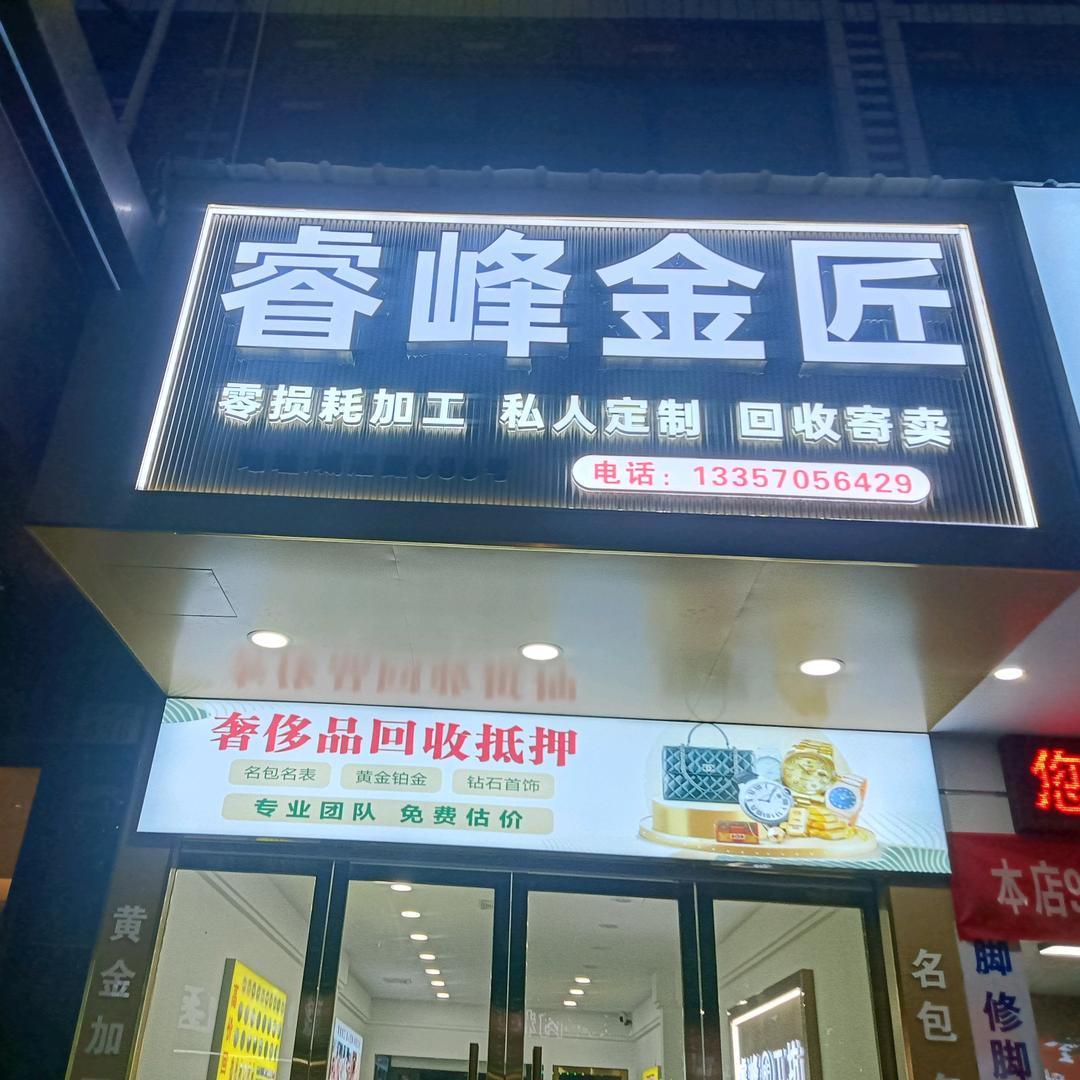 睿峰金匠
零损耗加工 私人定制 回收寄卖
电话：13357056429
奢侈品回收抵押
名包名表 黄金铂金 钻石首饰
专业团队 免费估价
黄金加
名包
您
本店9
脚修脚